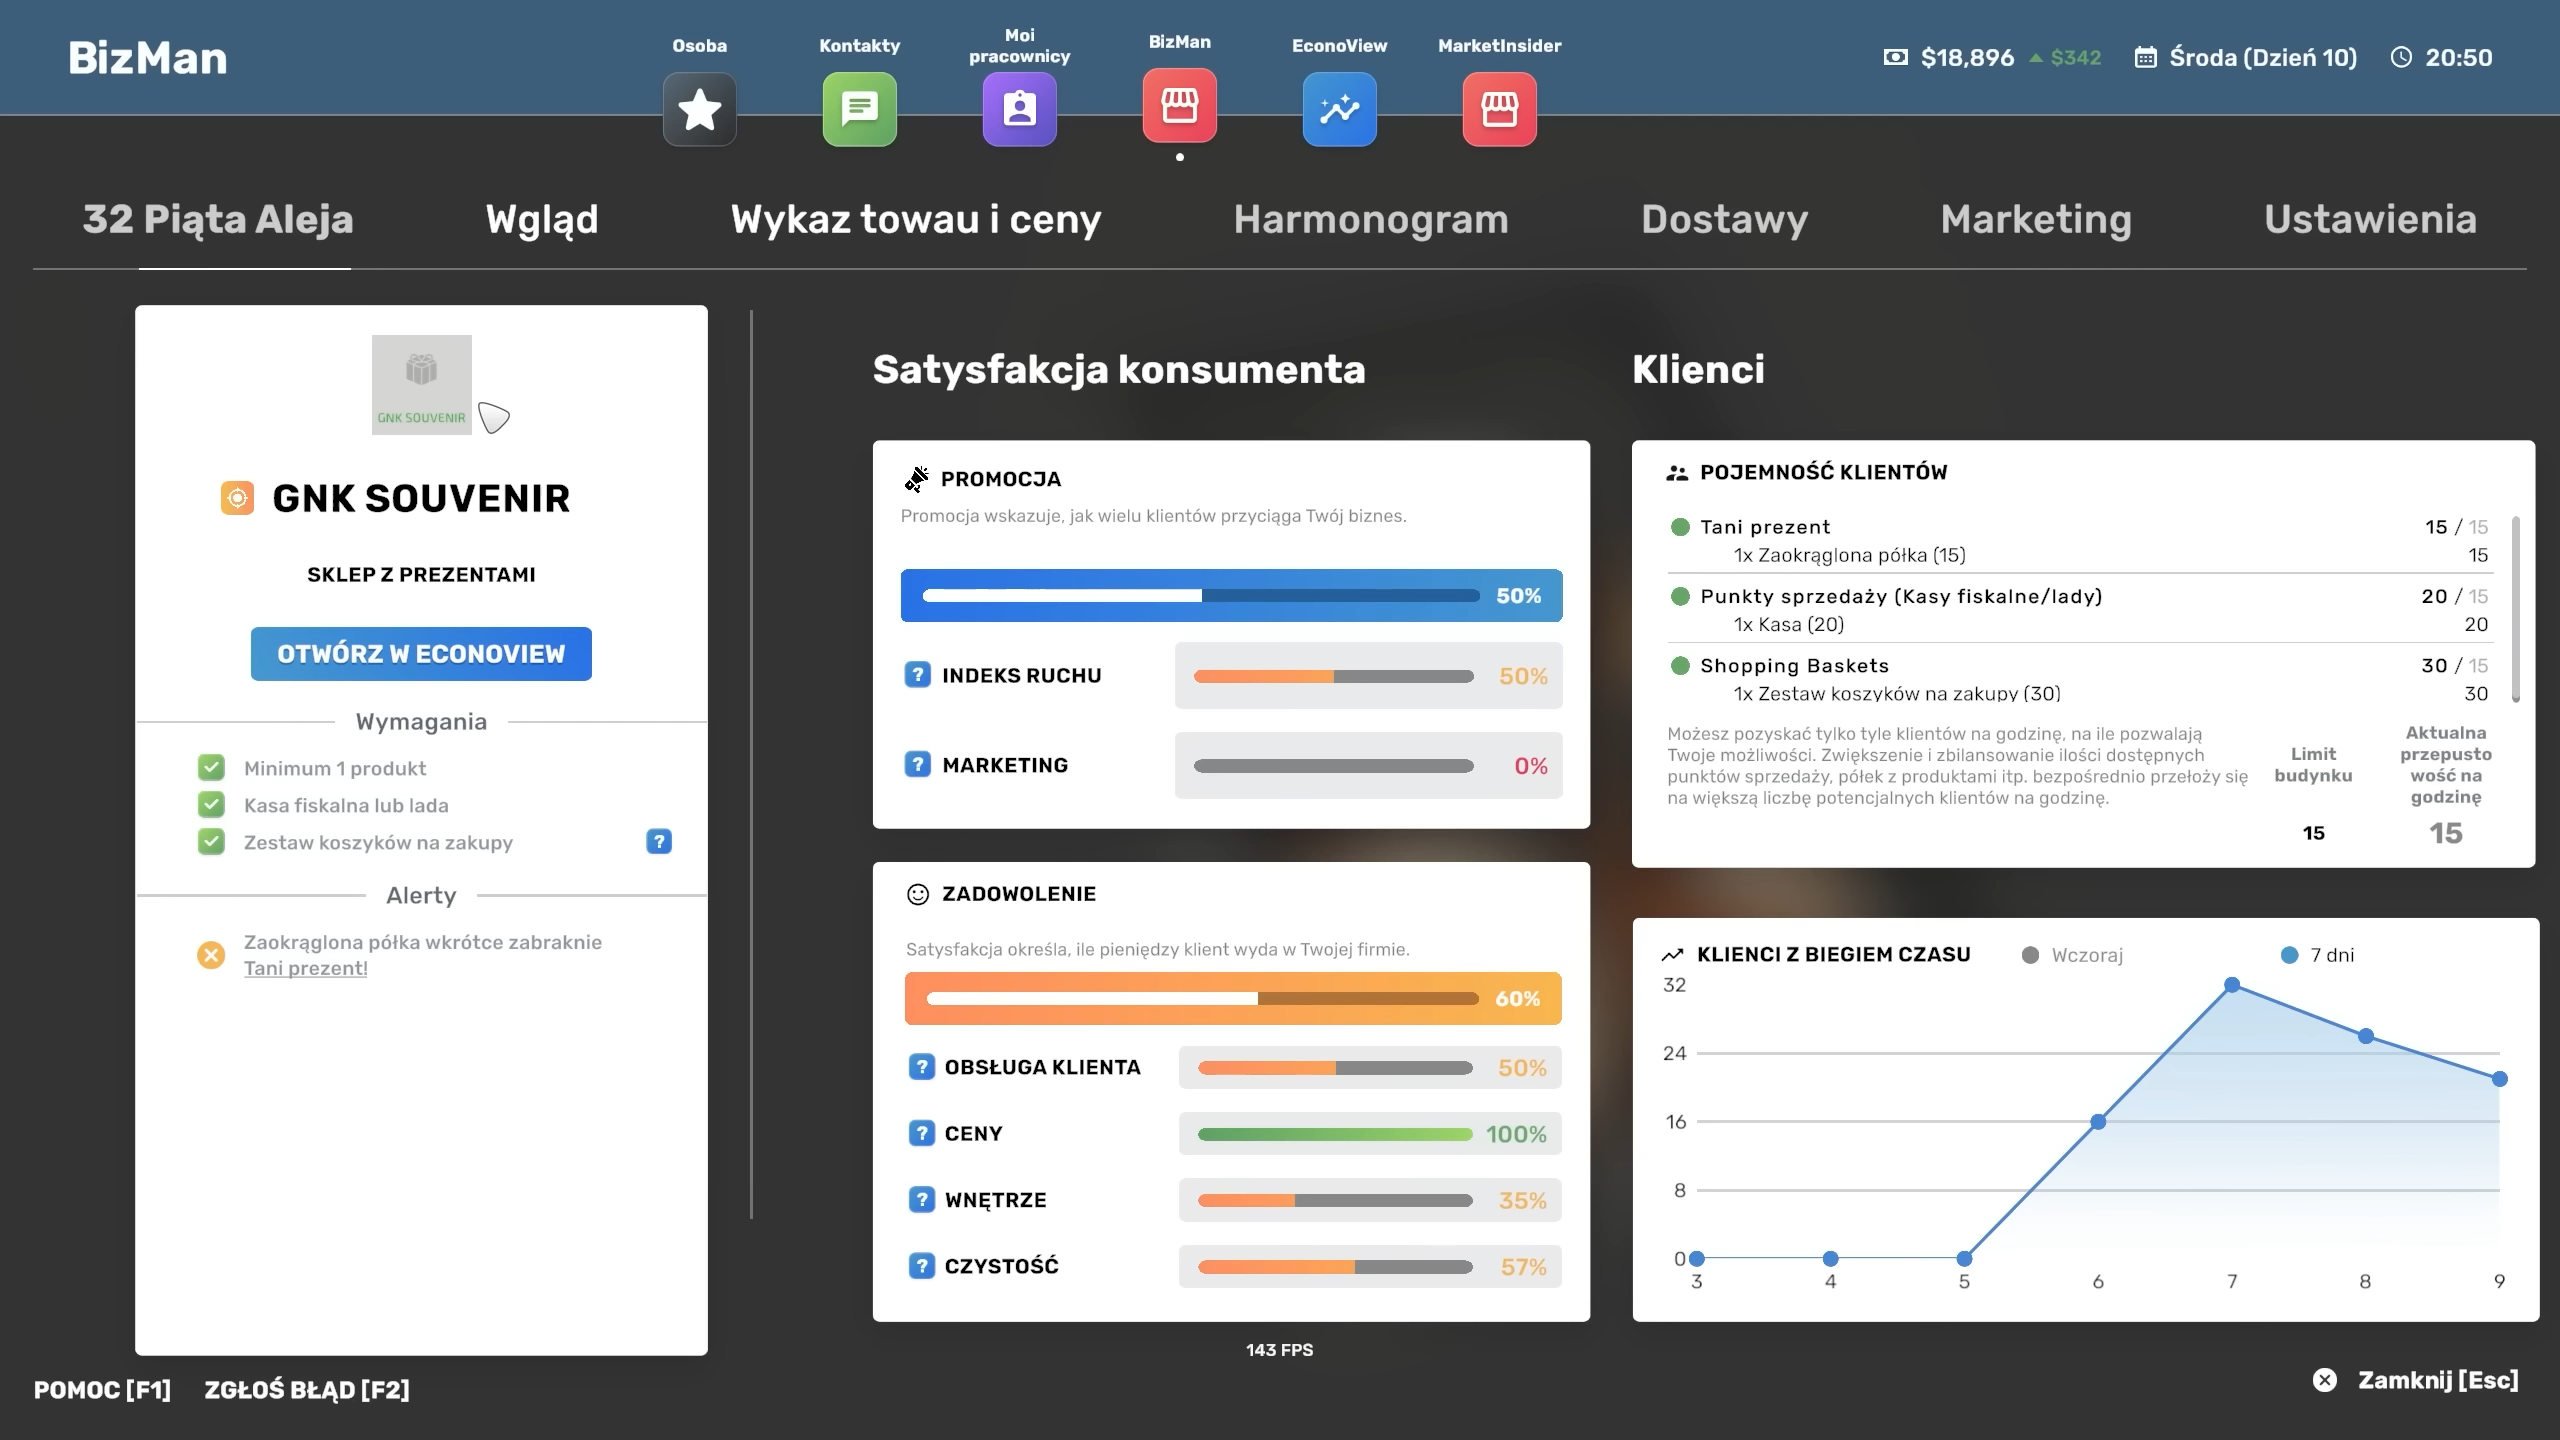 BizMan
Osoba
Kontakty
Moi
pracownicy
BizMan
EconoView
MarketInsider
$18,896 $342
Środa (Dzień 10)
20:50
32 Piąta Aleja
Wgląd
Wykaz towau i ceny
Harmonogram
Dostawy
Marketing
Ustawienia
GNK SOUVENIR
GNK SOUVENIR
SKLEP Z PREZENTAMI
OTWÓRZ W ECONOVIEW
Wymagania
Minimum 1 produkt
Kasa fiskalna lub lada
Zestaw koszyków na zakupy ?
Alerty
Zaokrąglona półka wkrótce zabraknie
Tani prezent!
Satysfakcja konsumenta
PROMOCJA
Promocja wskazuje, jak wielu klientów przyciąga Twój biznes.
50%
? INDEKS RUCHU 50%
? MARKETING 0%
ZADOWOLENIE
Satysfakcja określa, ile pieniędzy klient wyda w Twojej firmie.
60%
? OBSŁUGA KLIENTA 50%
? CENY 100%
? WNĘTRZE 35%
? CZYSTOŚĆ 57%
Klienci
POJEMNOŚĆ KLIENTÓW
Tani prezent 15 / 15
1x Zaokrąglona półka (15) 15
Punkty sprzedaży (Kasy fiskalne/lady) 20 / 15
1x Kasa (20) 20
Shopping Baskets 30 / 15
1x Zestaw koszyków na zakupy (30) 30
Możesz pozyskać tylko tyle klientów na godzinę, na ile pozwalają
Twoje możliwości. Zwiększenie i zbilansowanie ilości dostępnych
punktów sprzedaży, półek z produktami itp. bezpośrednio przełoży się
na większą liczbę potencjalnych klientów na godzinę.
Limit
budynku
15
Aktualna
przepusto
wość na
godzinę
15
KLIENCI Z BIEGIEM CZASU
Wczoraj
7 dni
32
24
16
8
0
3 4 5 6 7 8 9
143 FPS
POMOC [F1]
ZGŁOŚ BŁĄD [F2]
Zamknij [Esc]